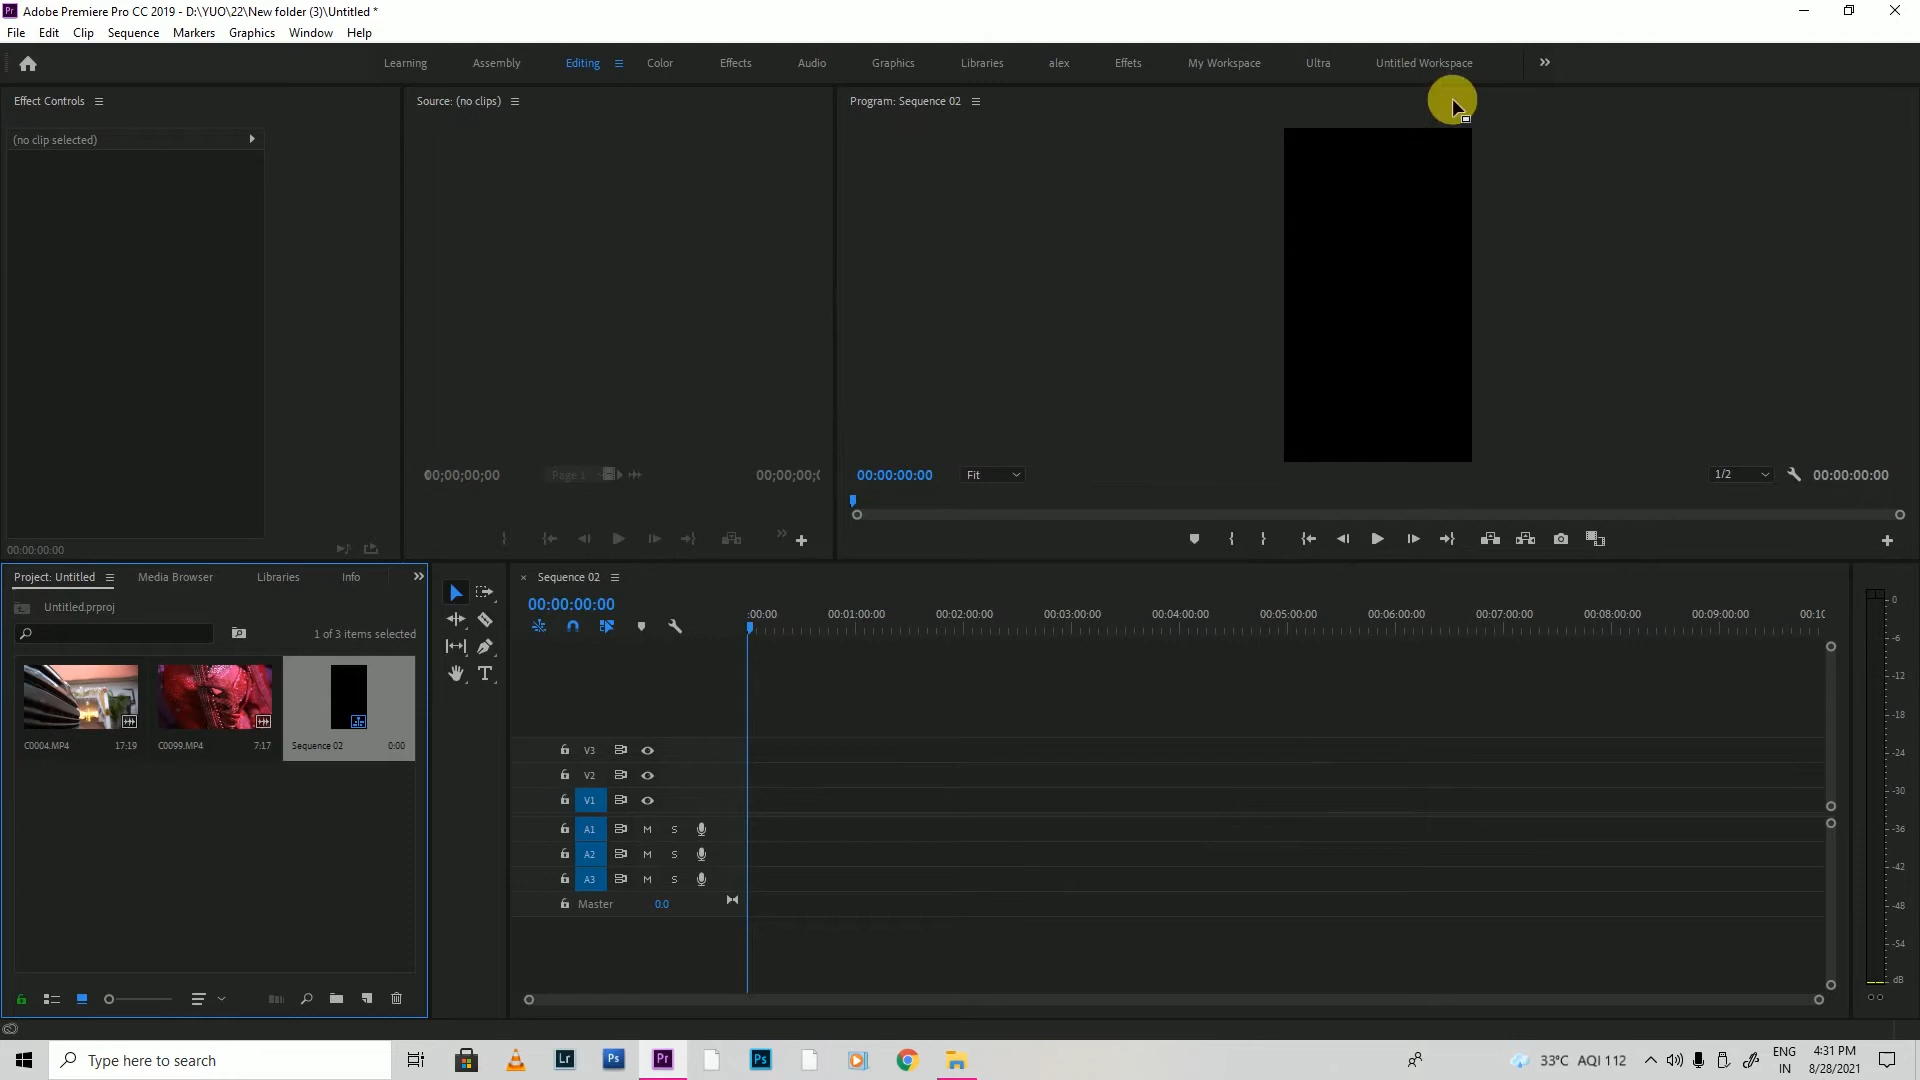 Adobe Premiere Pro CC 2019 - D:\YUO\22\New folder (3)\Untitled *
File Edit Clip Sequence Markers Graphics Window Help
Learning Assembly Editing Color Effects Audio Graphics Libraries alex Effets My Workspace Ultra Untitled Workspace
Effect Controls
Source: (no clips)
Program: Sequence 02
(no clip selected)
00;00;00;00 Page 1
00:00:00:00 Fit 1/2 00:00:00:00
00:00:00:00
Project: Untitled Media Browser Libraries Info
Untitled.prproj
1 of 3 items selected
C0004.MP4 17:19
C0099.MP4 7:17
Sequence 02 0:00
Sequence 02
00:00:00:00
:00:00 00:01:00:00 00:02:00:00 00:03:00:00 00:04:00:00 00:05:00:00 00:06:00:00 00:07:00:00 00:08:00:00 00:09:00:00
V3
V2
V1
A1 M S
A2 M S
A3 M S
Master 0.0
0
-6
-12
-18
-24
-30
-36
-42
-48
-54
dB
Type here to search
Lr Ps Pr Ps
33°C AQI 112
ENG
IN
4:31 PM
8/28/2021